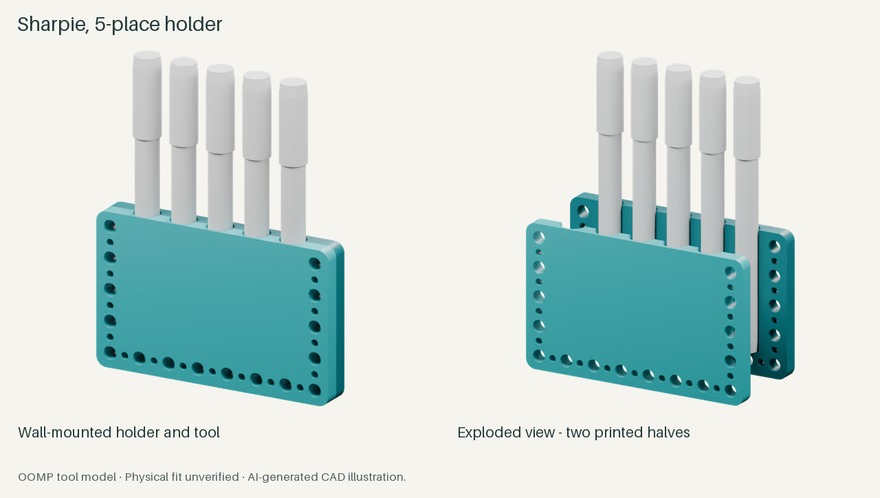 Sharpie, 5-place holder
Wall-mounted holder and tool
Exploded view - two printed halves
OOMP tool model · Physical fit unverified · AI-generated CAD illustration.